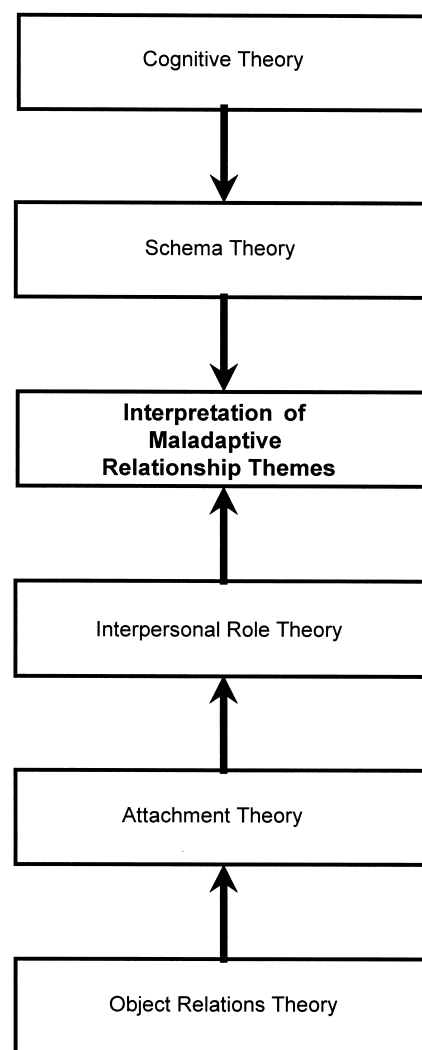 Cognitive Theory
Schema Theory
Interpretation of
Maladaptive
Relationship Themes
Interpersonal Role Theory
Attachment Theory
Object Relations Theory